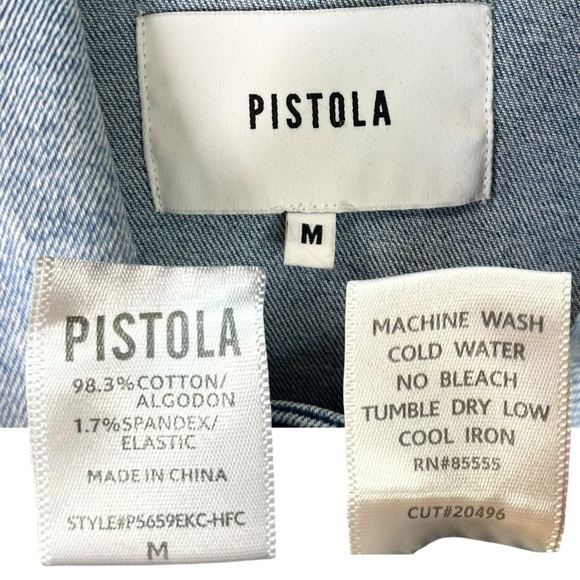 PISTOLA
M
PISTOLA
98.3%COTTON/
ALGODON
1.7%SPANDEX/
ELASTIC
MADE IN CHINA
STYLE#P5659EKC-HFC
M
MACHINE WASH
COLD WATER
NO BLEACH
TUMBLE DRY LOW
COOL IRON
RN#85555
CUT#20496